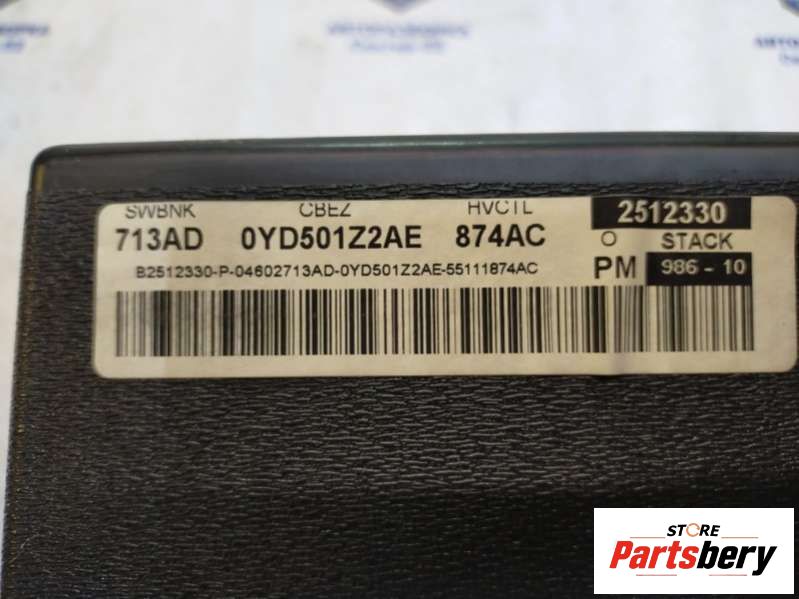 SWBNK CBEZ HVCTL 2512330
713AD 0YD501Z2AE 874AC O STACK
B2512330-P-04602713AD-0YD501Z2AE-55111874AC PM 986-10
STORE
Partsbery